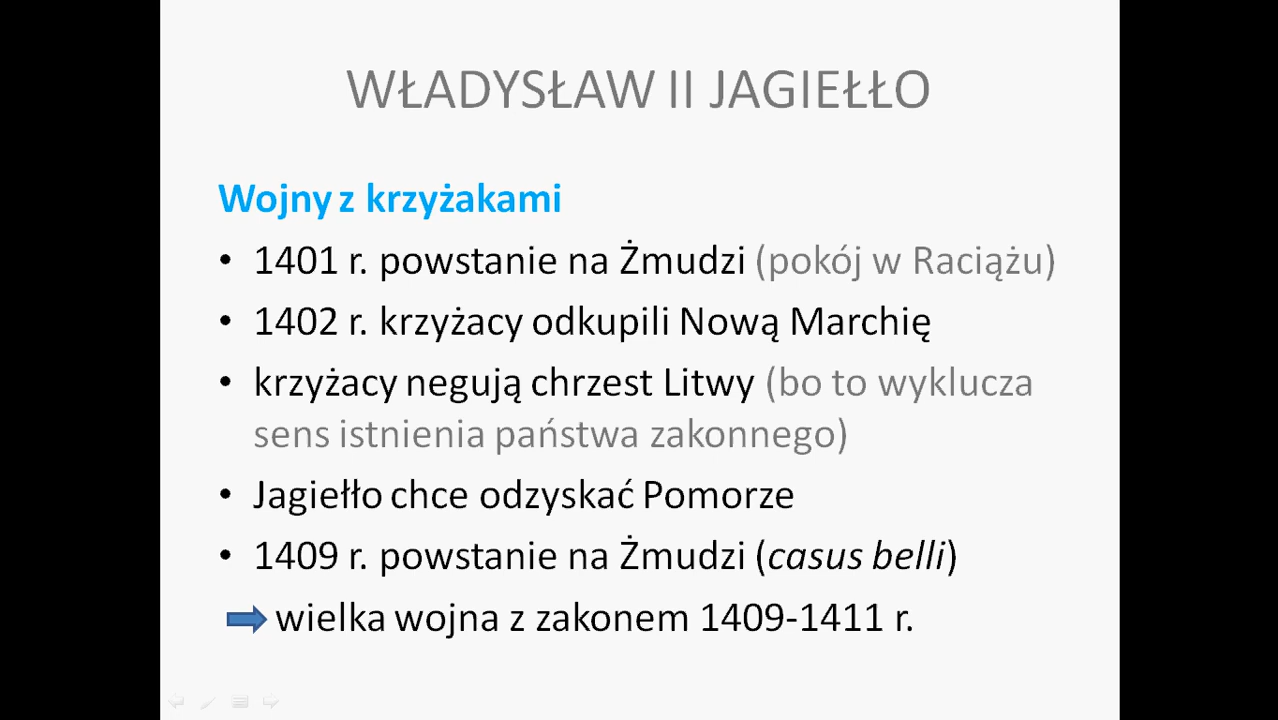 WŁADYSŁAW II JAGIEŁŁO
Wojny z krzyżakami
• 1401 r. powstanie na Żmudzi (pokój w Raciążu)
• 1402 r. krzyżacy odkupili Nową Marchię
• krzyżacy negują chrzest Litwy (bo to wyklucza
sens istnienia państwa zakonnego)
• Jagiełło chce odzyskać Pomorze
• 1409 r. powstanie na Żmudzi (casus belli)
wielka wojna z zakonem 1409-1411 r.